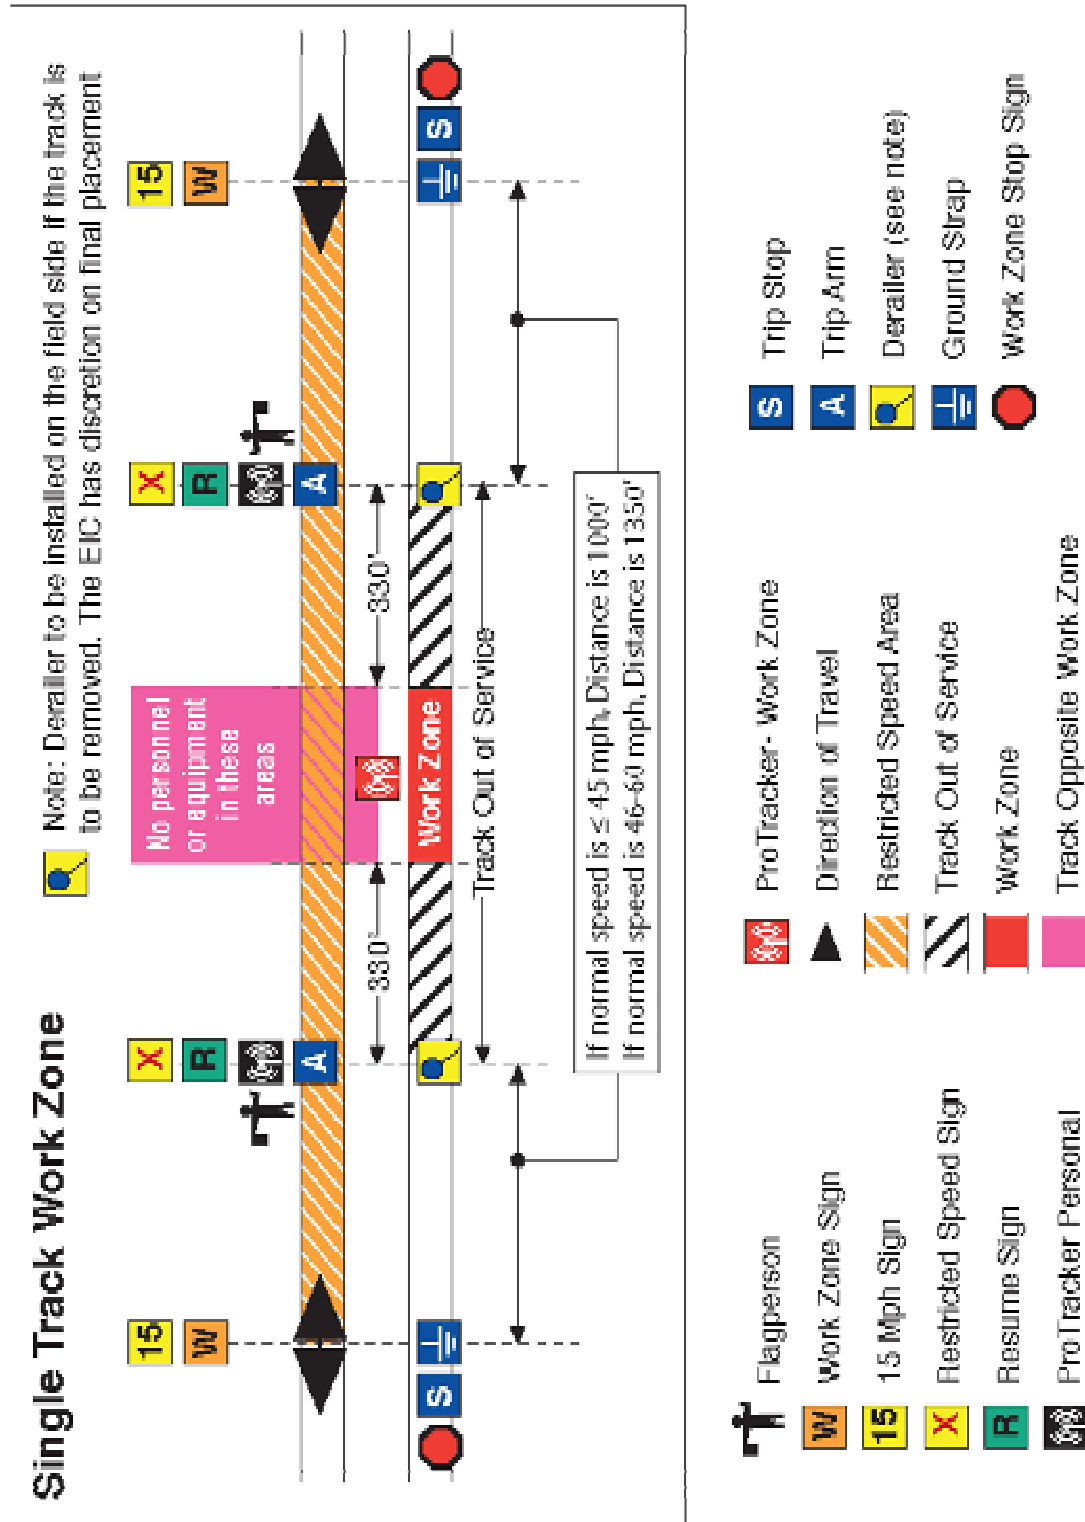 Single Track Work Zone
Note: Derailer to be installed on the field side if the track is
to be removed. The EIC has discretion on final placement
15
W
X
R
A
No personnel
or equipment
in these
areas
X
R
A
15
W
330'
330'
S
Work Zone
S
Track Out of Service
If normal speed is ≤ 45 mph, Distance is 1000'
If normal speed is 46-60 mph, Distance is 1350'
Flagperson
W Work Zone Sign
15 15 Mph Sign
X Restricted Speed Sign
R Resume Sign
ProTracker Personal
ProTracker- Work Zone
Direction of Travel
Restricted Speed Area
Track Out of Service
Work Zone
Track Opposite Work Zone
S Trip Stop
A Trip Arm
Derailer (see note)
Ground Strap
Work Zone Stop Sign